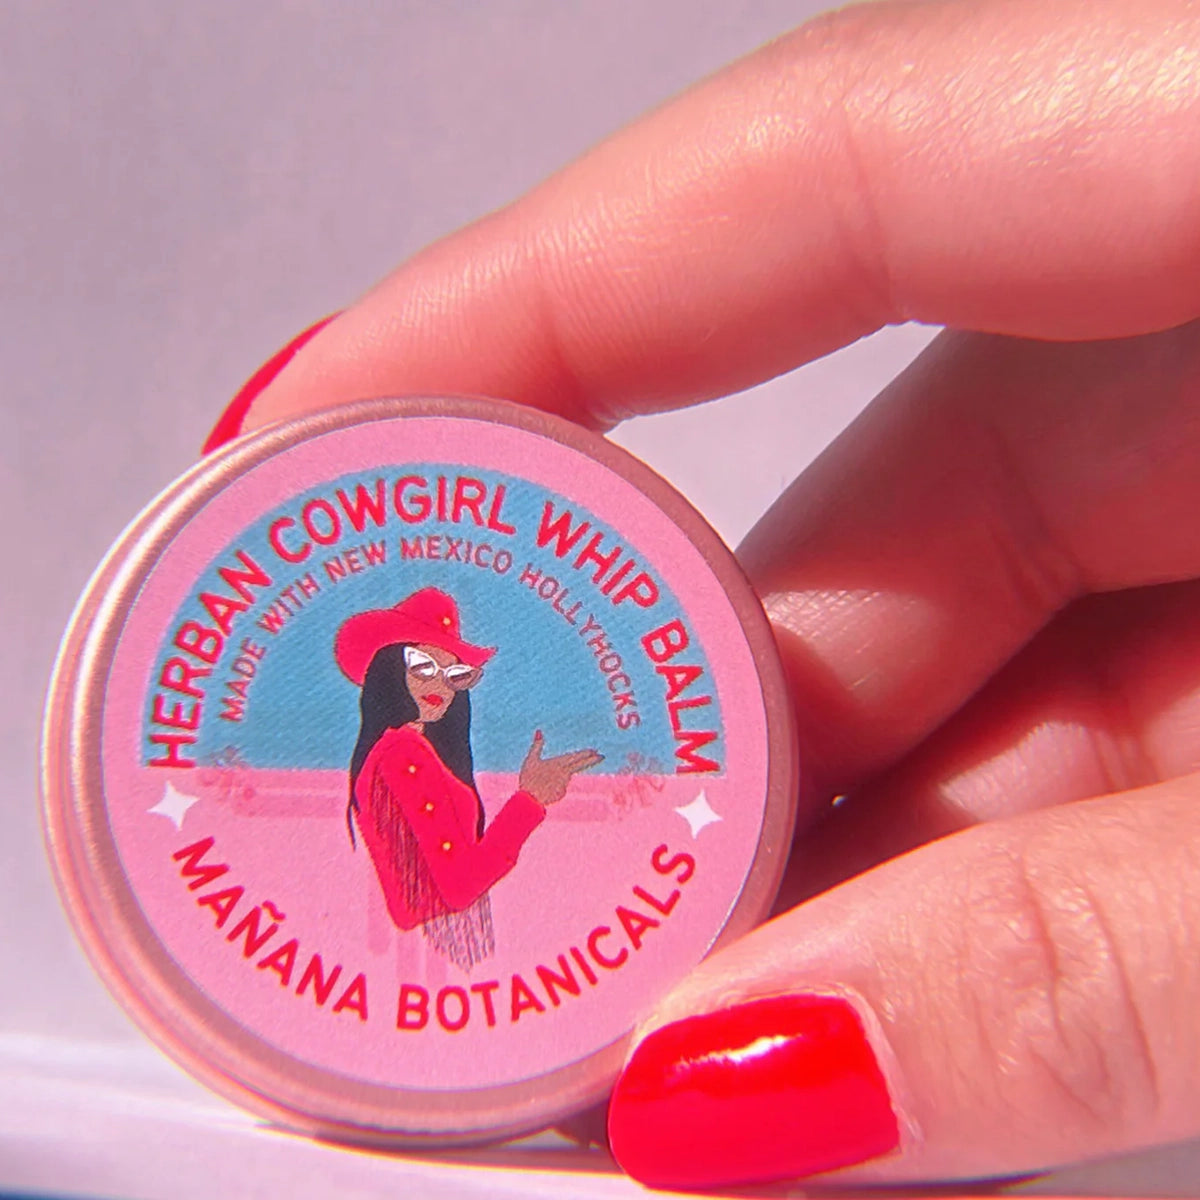 HERBAN COWGIRL WHIP BALM
MADE WITH NEW MEXICO HOLLYHOCKS
MAÑANA BOTANICALS